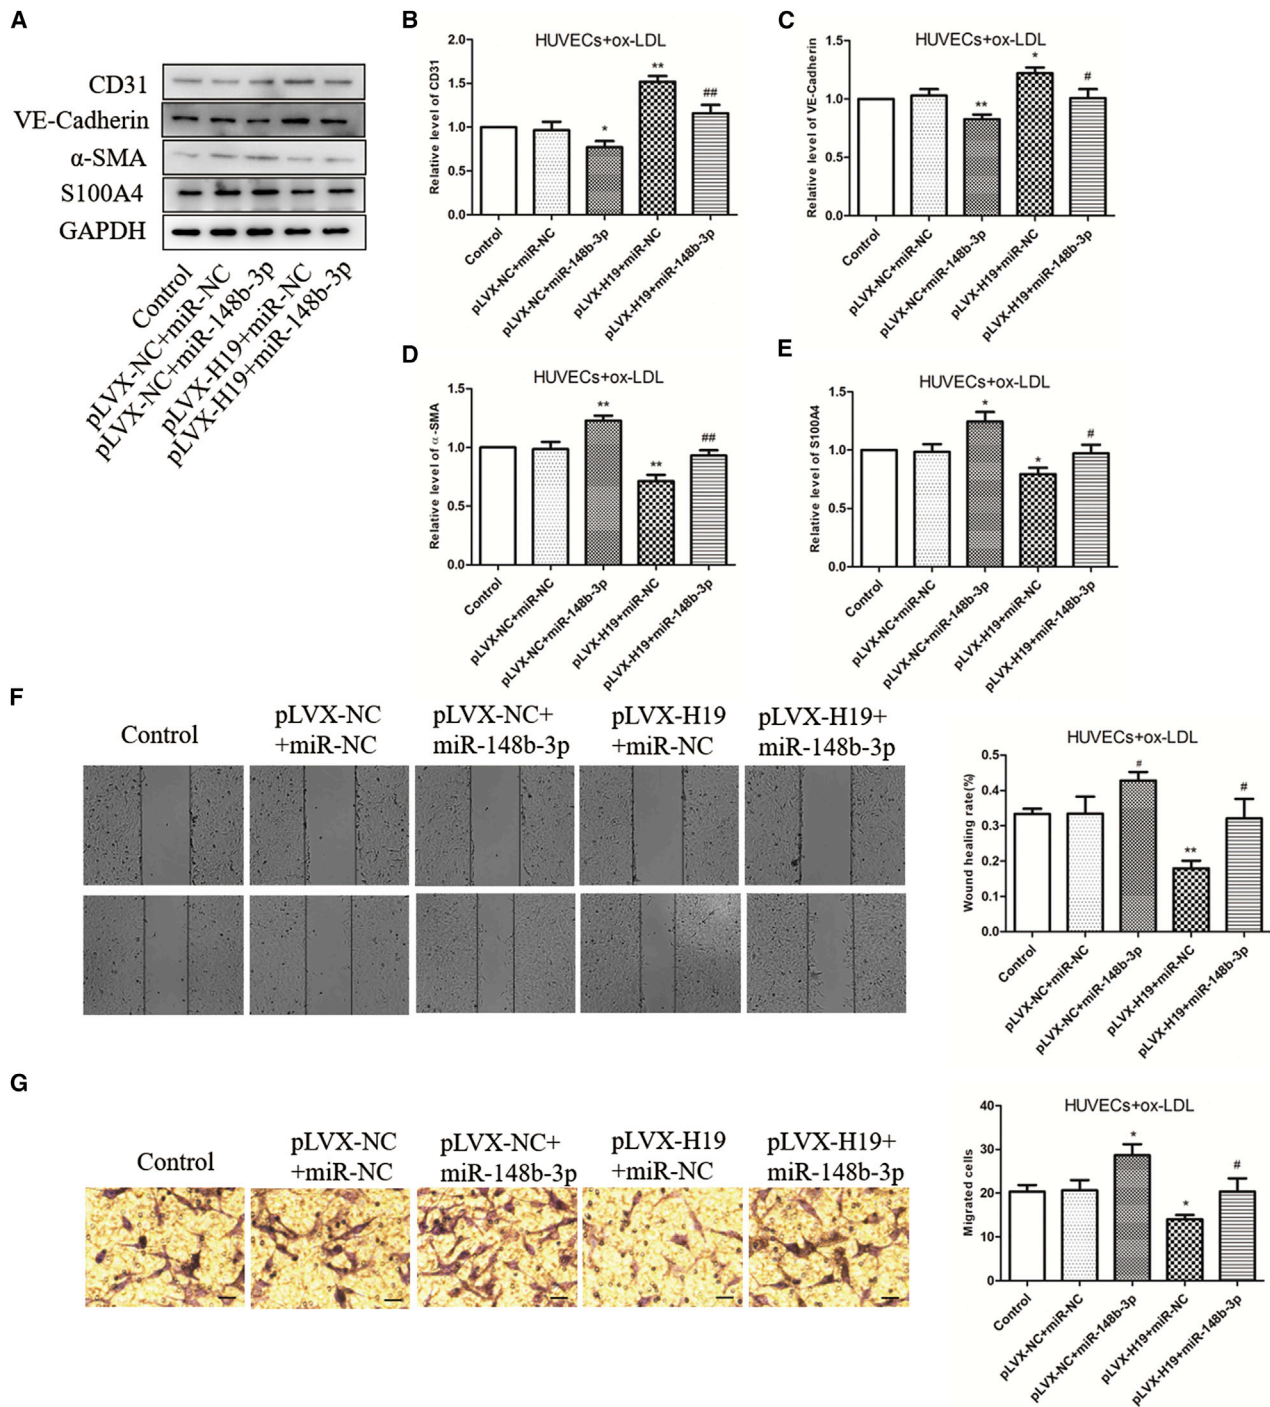 A
CD31
VE-Cadherin
α-SMA
S100A4
GAPDH
Control
pLVX-NC+miR-NC
pLVX-NC+miR-148b-3p
pLVX-H19+miR-NC
pLVX-H19+miR-148b-3p
B
HUVECs+ox-LDL
Relative level of CD31
2.0
1.5
1.0
0.5
0.0
*
**
##
Control
pLVX-NC+miR-NC
pLVX-NC+miR-148b-3p
pLVX-H19+miR-NC
pLVX-H19+miR-148b-3p
C
HUVECs+ox-LDL
Relative level of VE-Cadherin
1.5
1.0
0.5
0.0
**
*
#
Control
pLVX-NC+miR-NC
pLVX-NC+miR-148b-3p
pLVX-H19+miR-NC
pLVX-H19+miR-148b-3p
D
HUVECs+ox-LDL
Relative level of α-SMA
1.5
1.0
0.5
0.0
**
**
##
Control
pLVX-NC+miR-NC
pLVX-NC+miR-148b-3p
pLVX-H19+miR-NC
pLVX-H19+miR-148b-3p
E
HUVECs+ox-LDL
Relative level of S100A4
1.5
1.0
0.5
0.0
*
*
#
Control
pLVX-NC+miR-NC
pLVX-NC+miR-148b-3p
pLVX-H19+miR-NC
pLVX-H19+miR-148b-3p
F
Control
pLVX-NC
+miR-NC
pLVX-NC+
miR-148b-3p
pLVX-H19
+miR-NC
pLVX-H19+
miR-148b-3p
HUVECs+ox-LDL
Wound healing rate(%)
0.5
0.4
0.3
0.2
0.1
0.0
#
**
#
Control
pLVX-NC+miR-NC
pLVX-NC+miR-148b-3p
pLVX-H19+miR-NC
pLVX-H19+miR-148b-3p
G
Control
pLVX-NC
+miR-NC
pLVX-NC+
miR-148b-3p
pLVX-H19
+miR-NC
pLVX-H19+
miR-148b-3p
HUVECs+ox-LDL
Migrated cells
40
30
20
10
0
*
*
#
Control
pLVX-NC+miR-NC
pLVX-NC+miR-148b-3p
pLVX-H19+miR-NC
pLVX-H19+miR-148b-3p